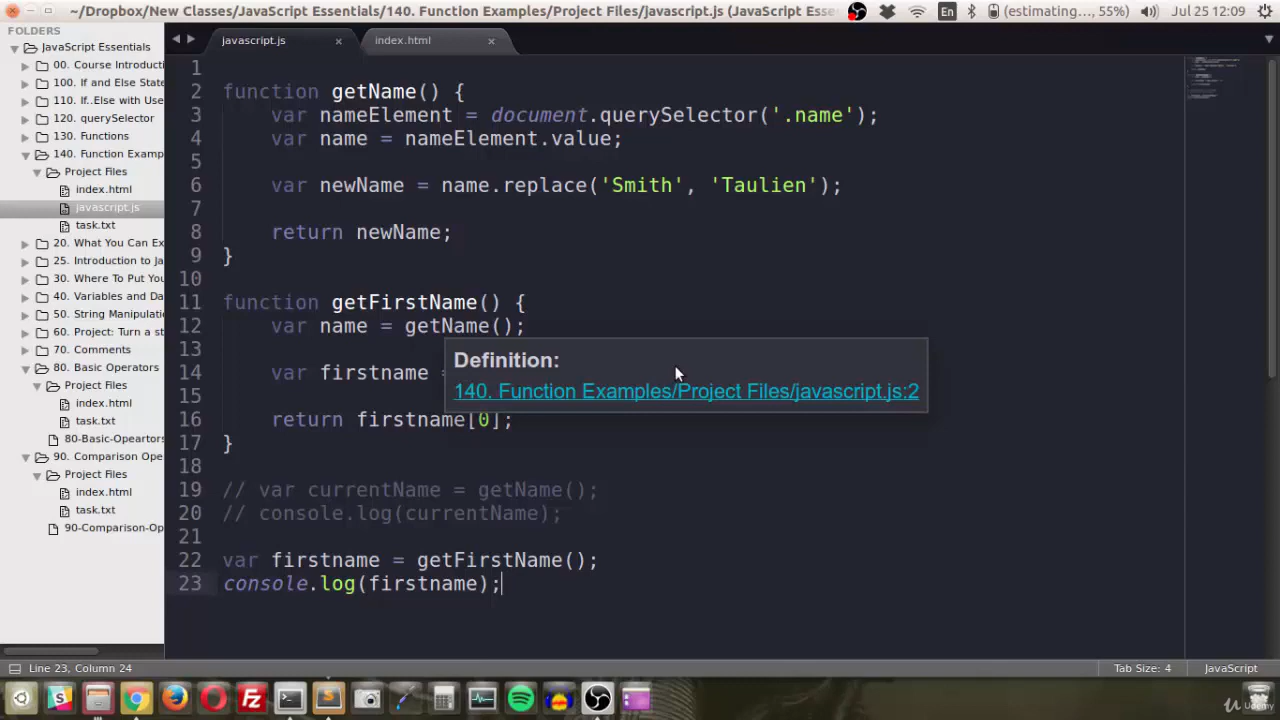 ~/Dropbox/New Classes/JavaScript Essentials/140. Function Examples/Project Files/javascript.js (JavaScript Esse
En
(estimating..., 55%)
Jul 25 12:09
FOLDERS
JavaScript Essentials
00. Course Introducti
100. If and Else State
110. If..Else with Use
120. querySelector
130. Functions
140. Function Examp
Project Files
index.html
javascript.js
task.txt
20. What You Can Ex
25. Introduction to Ja
30. Where To Put You
40. Variables and Da
50. String Manipulati
60. Project: Turn a st
70. Comments
80. Basic Operators
Project Files
index.html
task.txt
80-Basic-Opeartors
90. Comparison Ope
Project Files
index.html
task.txt
90-Comparison-Op
javascript.js
index.html
1
2 function getName() {
3 var nameElement = document.querySelector('.name');
4 var name = nameElement.value;
5
6 var newName = name.replace('Smith', 'Taulien');
7
8 return newName;
9 }
10
11 function getFirstName() {
12 var name = getName();
13
14 var firstname =
15
16 return firstname[0];
17 }
18
19 // var currentName = getName();
20 // console.log(currentName);
21
22 var firstname = getFirstName();
23 console.log(firstname);
Definition:
140. Function Examples/Project Files/javascript.js:2
Line 23, Column 24
Tab Size: 4
JavaScript
Udemy